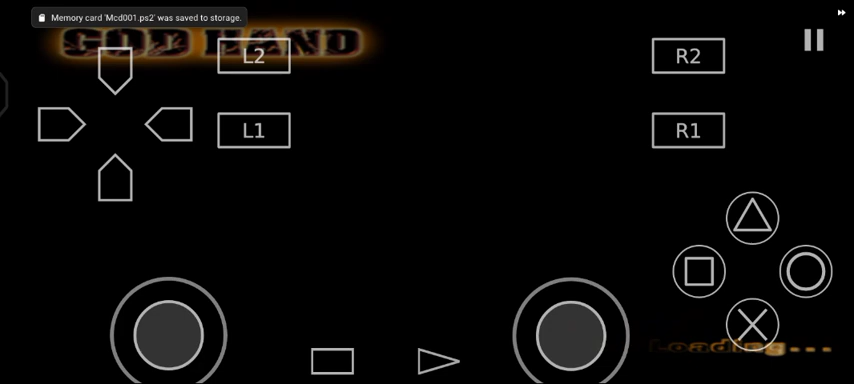 Memory card 'Mcd001.ps2' was saved to storage.
GOD HAND
L2
R2
L1
R1
Loading...